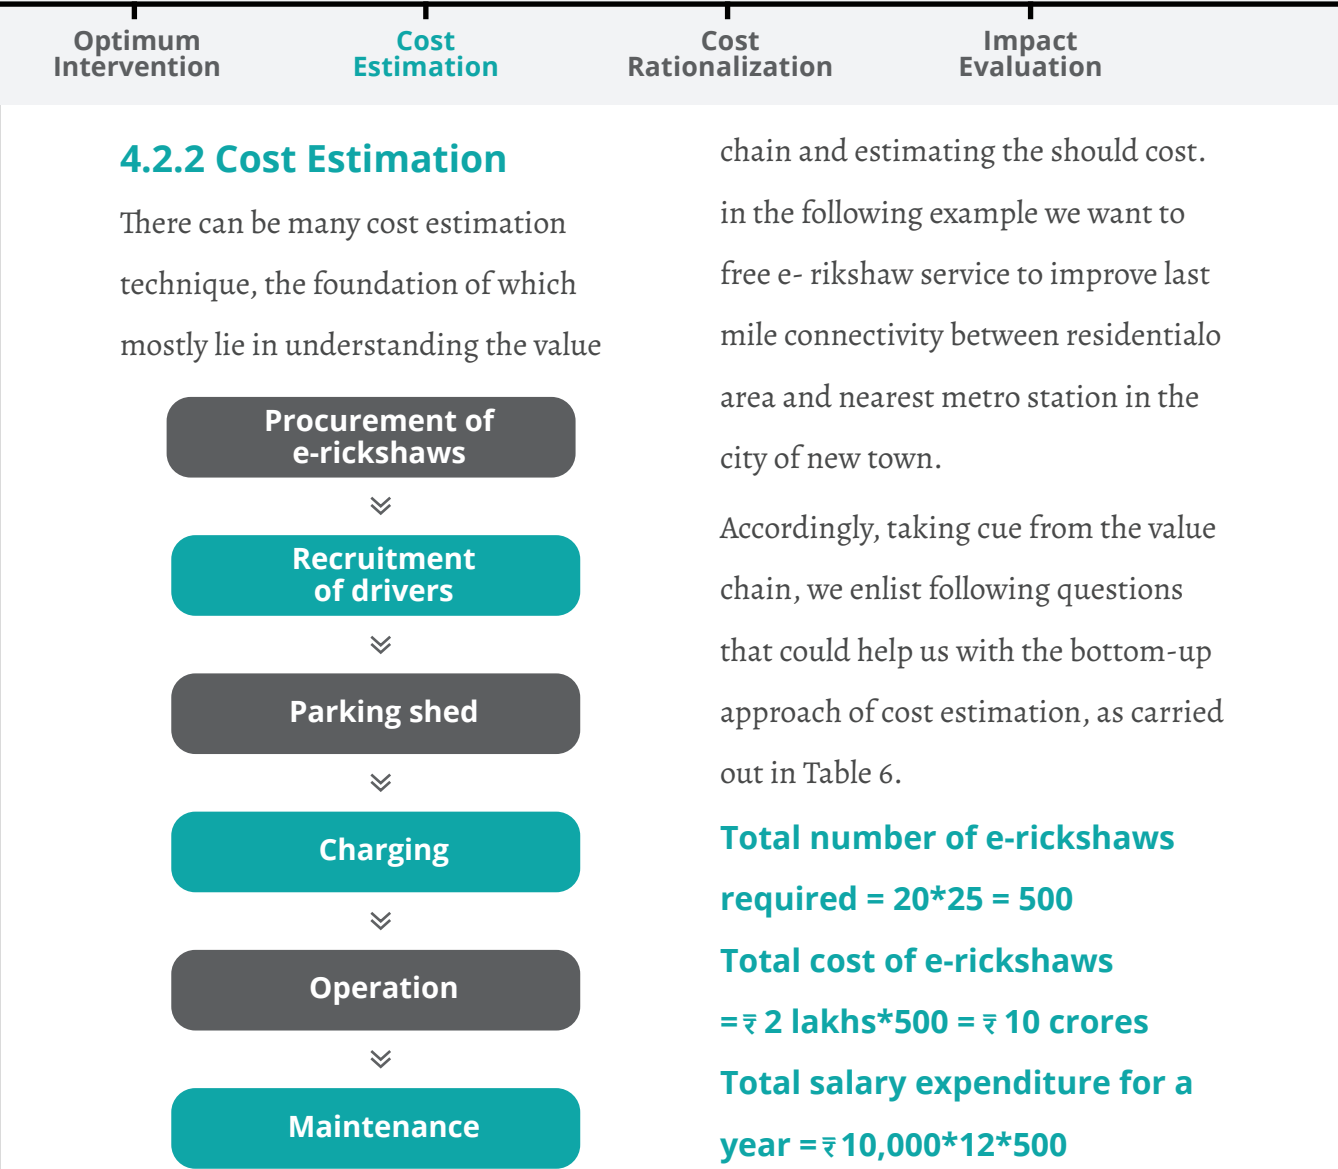 Optimum
Intervention
Cost
Estimation
Cost
Rationalization
Impact
Evaluation
4.2.2 Cost Estimation
There can be many cost estimation
technique, the foundation of which
mostly lie in understanding the value
Procurement of
e-rickshaws
Recruitment
of drivers
Parking shed
Charging
Operation
Maintenance
chain and estimating the should cost.
in the following example we want to
free e- rikshaw service to improve last
mile connectivity between residentialo
area and nearest metro station in the
city of new town.
Accordingly, taking cue from the value
chain, we enlist following questions
that could help us with the bottom-up
approach of cost estimation, as carried
out in Table 6.
Total number of e-rickshaws
required = 20*25 = 500
Total cost of e-rickshaws
= ₹ 2 lakhs*500 = ₹ 10 crores
Total salary expenditure for a
year = ₹ 10,000*12*500